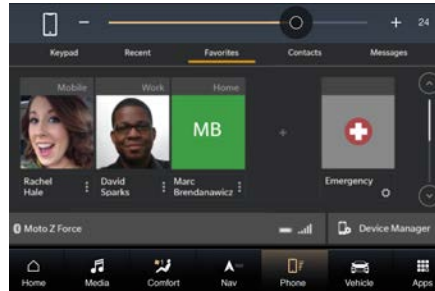 − + 24
Keypad Recent Favorites Contacts Messages
Mobile Work Home
MB +
Rachel Hale
David Sparks
Marc Brendanawicz
Emergency
Moto Z Force Device Manager
Home Media Comfort Nav Phone Vehicle Apps